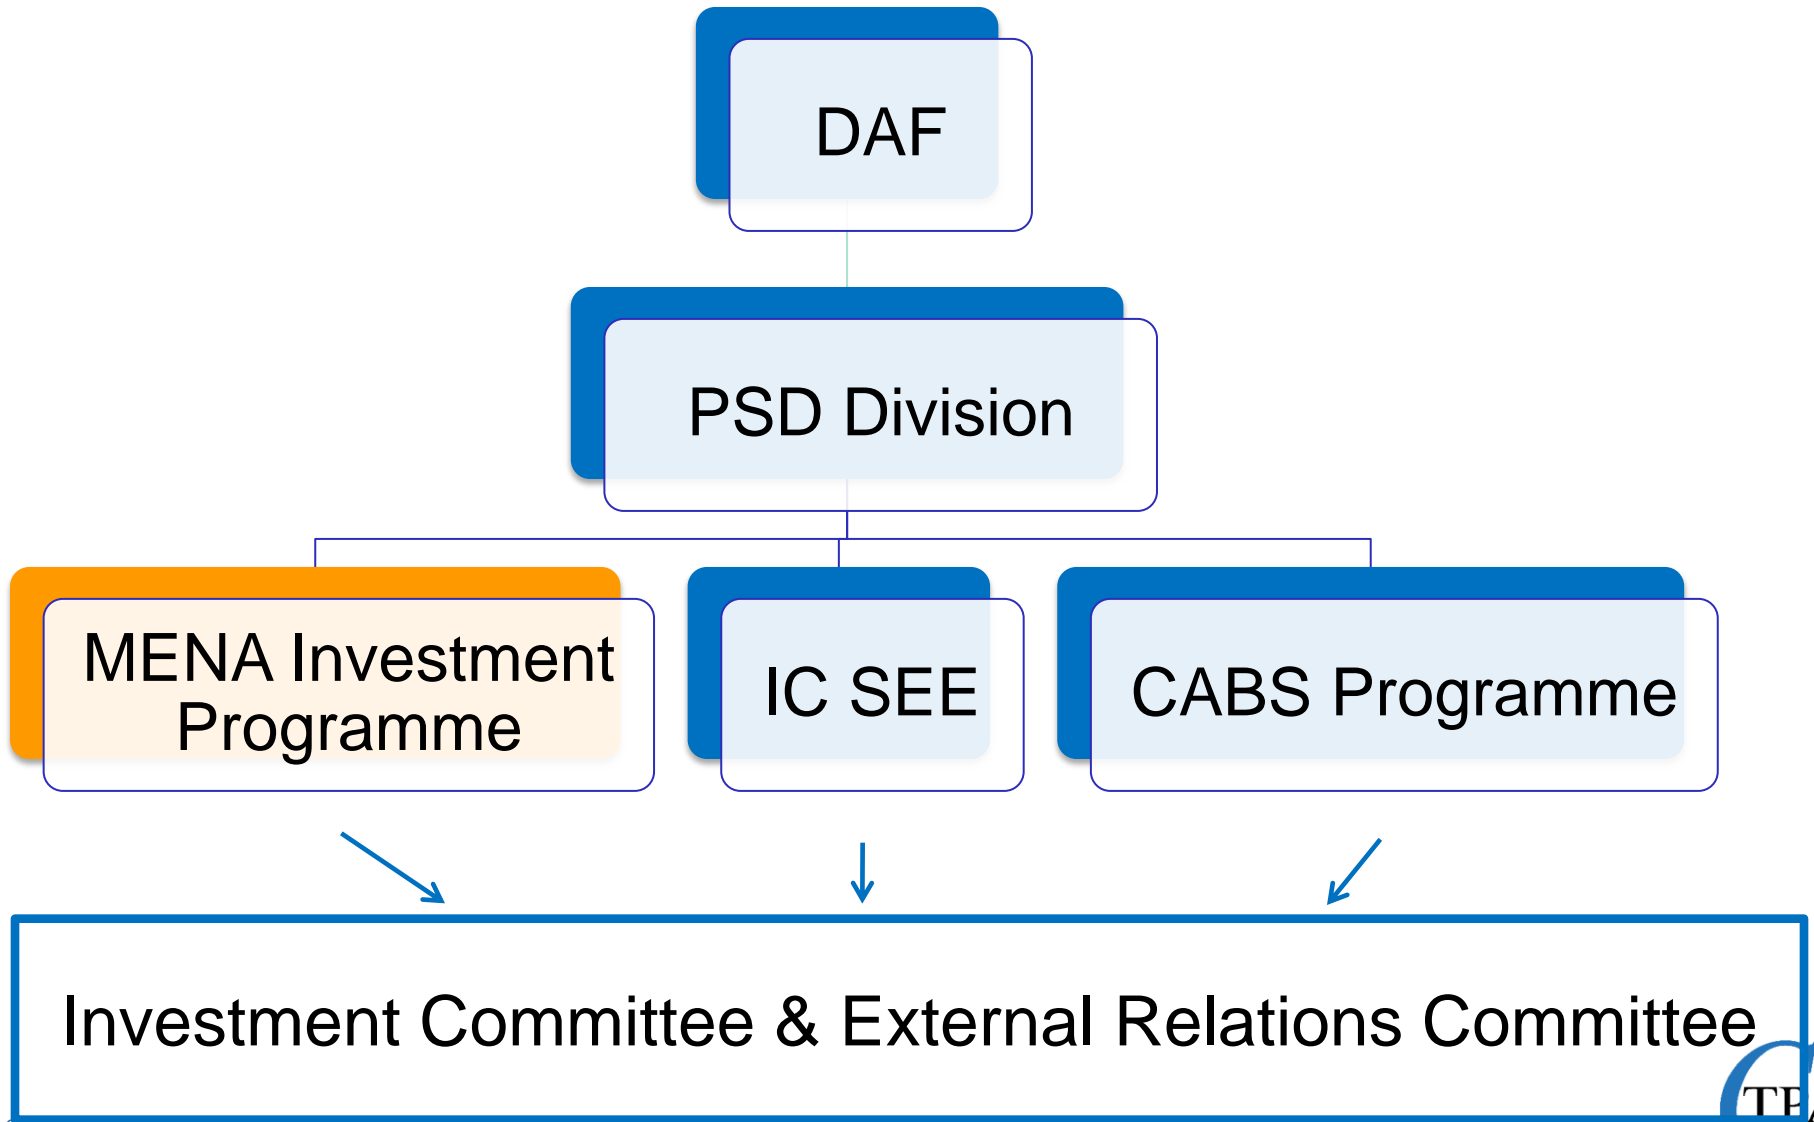 DAF
PSD Division
MENA Investment
Programme
IC SEE
CABS Programme
Investment Committee & External Relations Committee